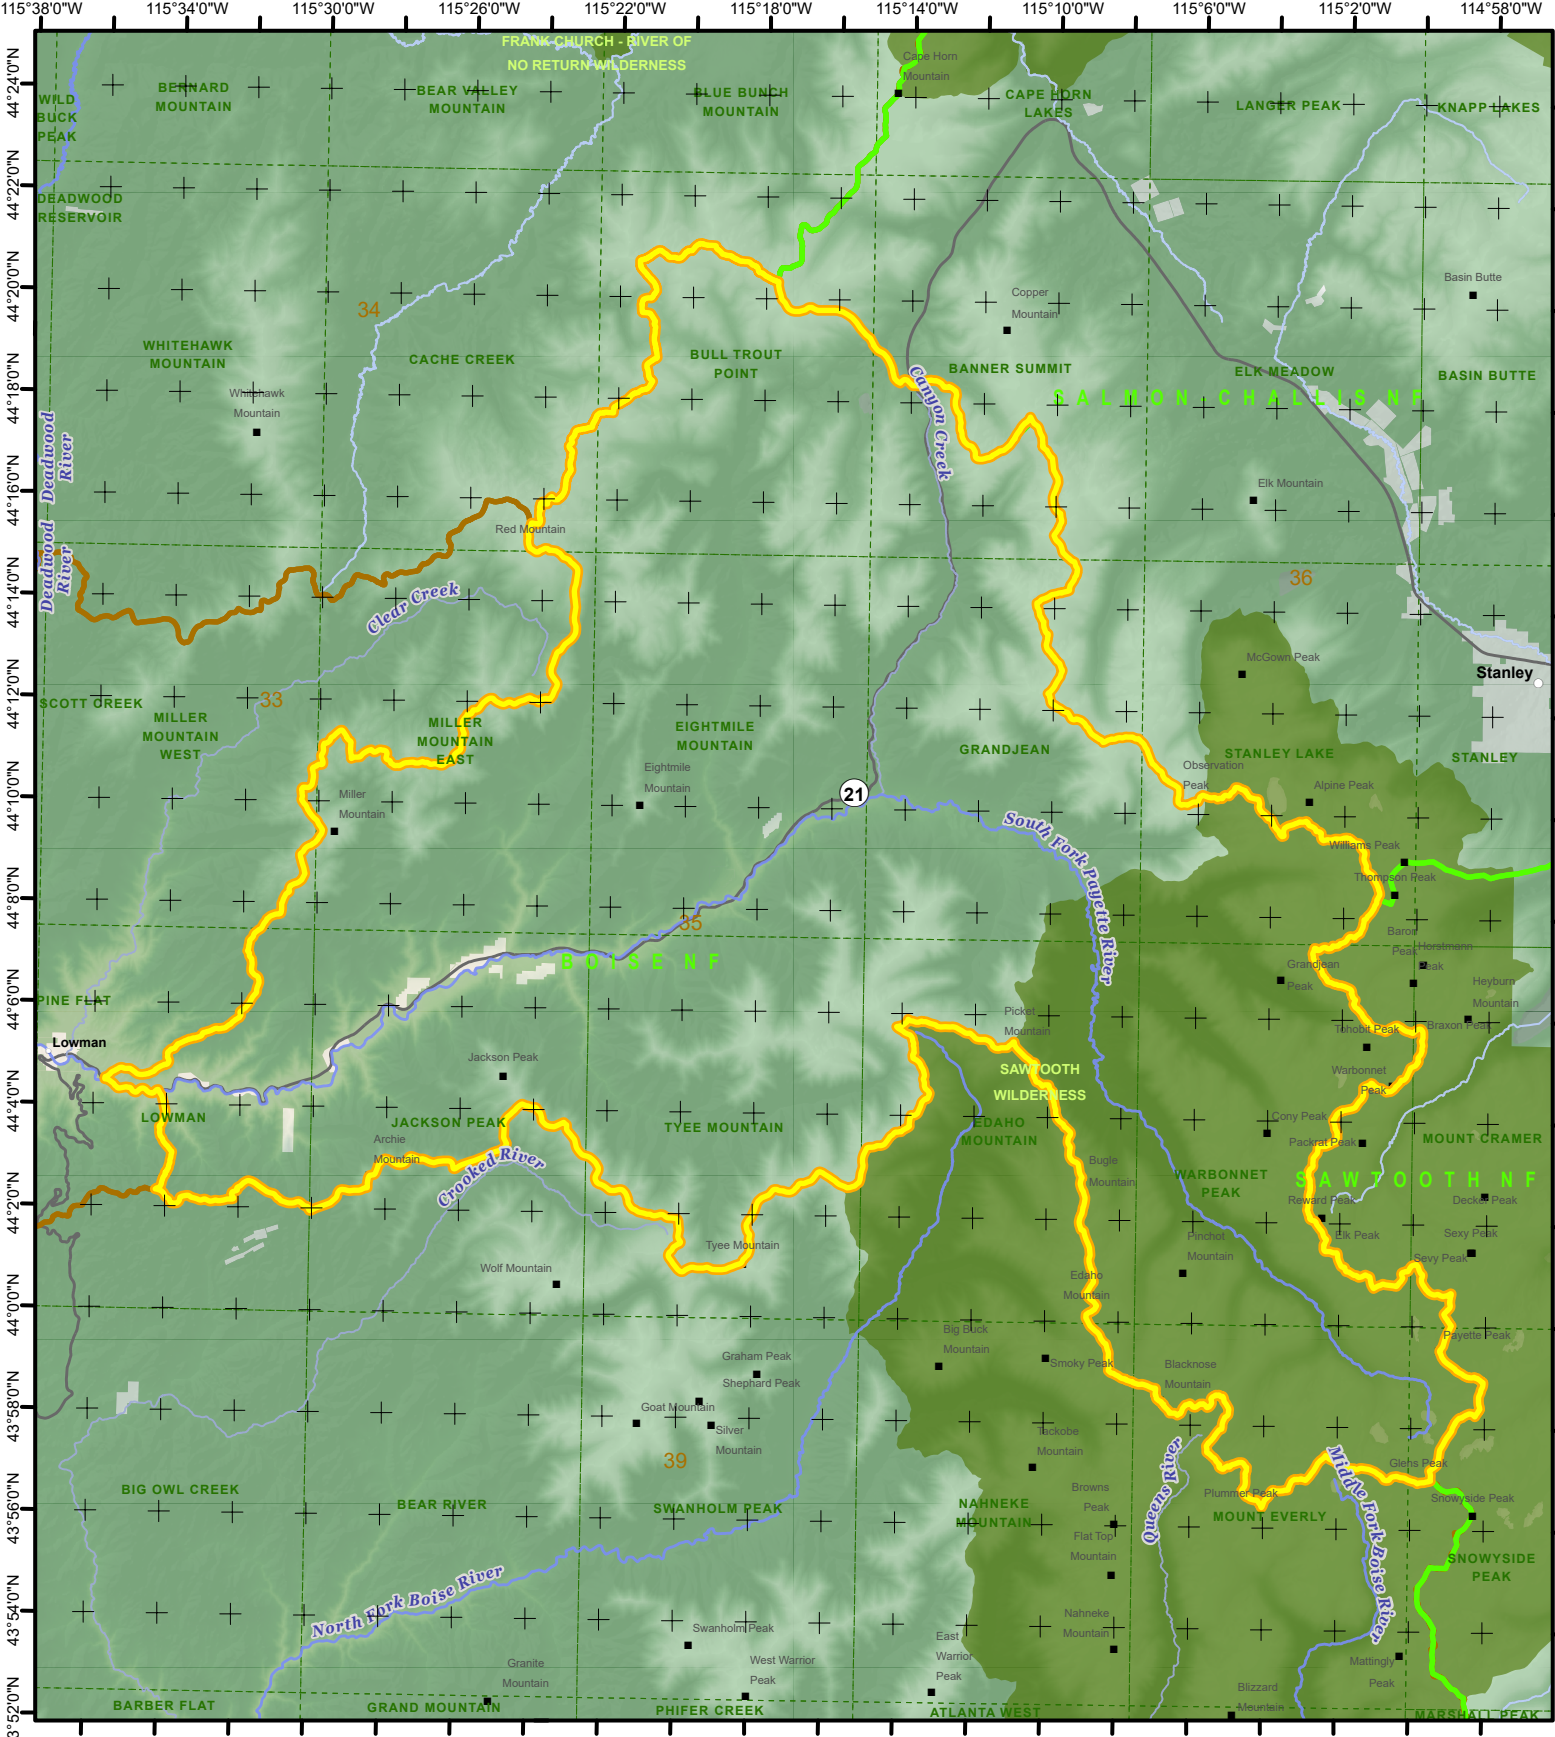 115°38'0"W 115°34'0"W 115°30'0"W 115°26'0"W 115°22'0"W 115°18'0"W 115°14'0"W 115°10'0"W 115°6'0"W 115°2'0"W 114°58'0"W
FRANK CHURCH - RIVER OF
NO RETURN WILDERNESS
Cape Horn
Mountain
44°24'0"N
WILD
BUCK
PEAK
BERNARD
MOUNTAIN
BEAR VALLEY
MOUNTAIN
BLUE BUNCH
MOUNTAIN
CAPE HORN
LAKES
LANGER PEAK
KNAPP LAKES
44°22'0"N
DEADWOOD
RESERVOIR
44°20'0"N
34
Copper
Mountain
Basin Butte
WHITEHAWK
MOUNTAIN
CACHE CREEK
BULL TROUT
POINT
BANNER SUMMIT
ELK MEADOW
BASIN BUTTE
44°18'0"N
Whitehawk
Mountain
SALMON-CHALLIS NF
Canyon Creek
Deadwood
River
44°16'0"N
Elk Mountain
Red Mountain
Deadwood
River
44°14'0"N
Clear Creek
36
McGown Peak
Stanley
44°12'0"N
SCOTT CREEK
33
MILLER
MOUNTAIN
WEST
MILLER
MOUNTAIN
EAST
EIGHTMILE
MOUNTAIN
GRANDJEAN
STANLEY LAKE
STANLEY
44°10'0"N
Miller
Mountain
Eightmile
Mountain
21
Observation
Peak
Alpine Peak
South Fork Payette River
Williams Peak
Thompson Peak
44°8'0"N
35
BOISE NF
Baron
Peak
Horstmann
Peak
Grandjean
Peak
Heyburn
Mountain
44°6'0"N
PINE FLAT
Picket
Mountain
Tohobit Peak
Braxon Peak
Lowman
Jackson Peak
SAWTOOTH
WILDERNESS
Warbonnet
Peak
44°4'0"N
LOWMAN
JACKSON PEAK
TYEE MOUNTAIN
EDAHO
MOUNTAIN
Cony Peak
Packrat Peak
MOUNT CRAMER
Archie
Mountain
Crooked River
Bugle
Mountain
WARBONNET
PEAK
SAWTOOTH NF
44°2'0"N
Reward Peak
Decker Peak
Elk Peak
Sexy Peak
Tyee Mountain
Pinchot
Mountain
Sevy Peak
Wolf Mountain
Edaho
Mountain
44°0'0"N
Big Buck
Mountain
Payette Peak
Graham Peak
Shephard Peak
Smoky Peak
Blacknose
Mountain
43°58'0"N
Goat Mountain
Silver
Mountain
Tackobe
Mountain
39
Glens Peak
BIG OWL CREEK
BEAR RIVER
SWANHOLM PEAK
NAHNEKE
MOUNTAIN
Browns
Peak
Queens River
Plummer Peak
MOUNT EVERLY
Middle Fork Boise River
Snowyside Peak
43°56'0"N
Flat Top
Mountain
SNOWYSIDE
PEAK
North Fork Boise River
43°54'0"N
Swanholm Peak
East
Warrior
Peak
Nahneke
Mountain
Granite
Mountain
West Warrior
Peak
Mattingly
Peak
Blizzard
Mountain
3°52'0"N
BARBER FLAT
GRAND MOUNTAIN
PHIFER CREEK
ATLANTA WEST
MARSHALL PEAK